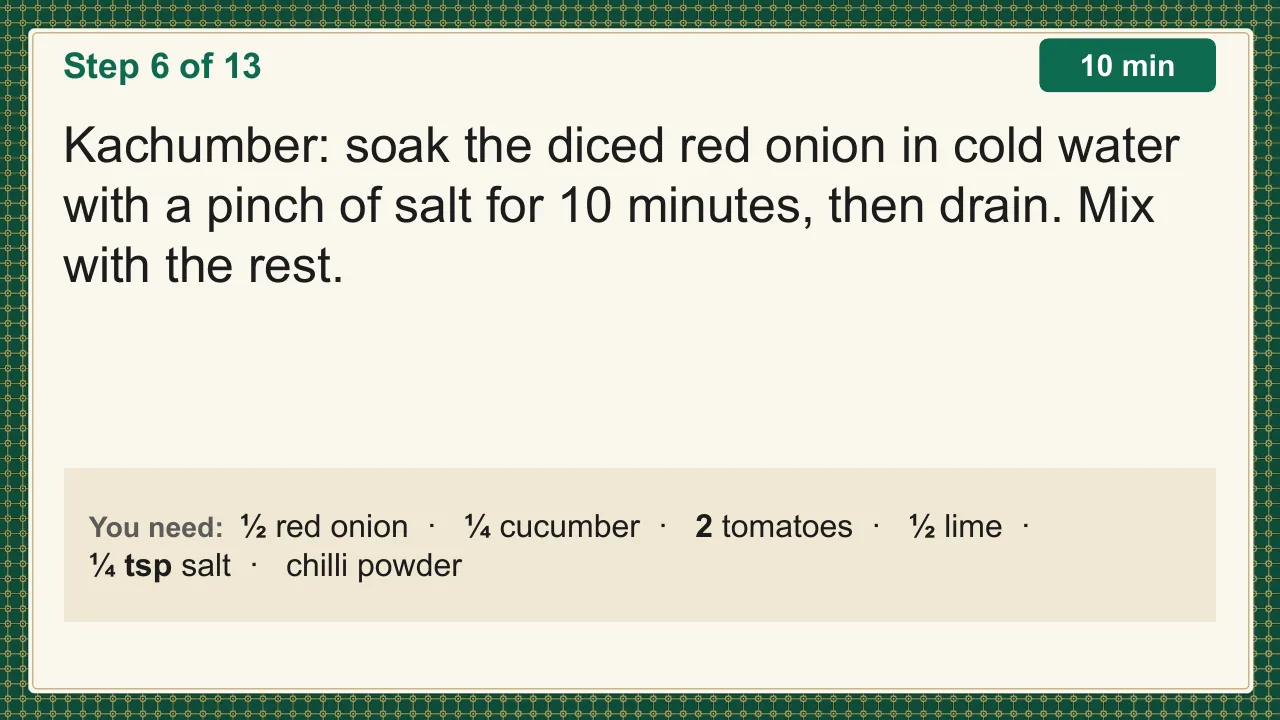 Step 6 of 13
10 min
Kachumber: soak the diced red onion in cold water
with a pinch of salt for 10 minutes, then drain. Mix
with the rest.
You need: ½ red onion · ¼ cucumber · 2 tomatoes · ½ lime ·
¼ tsp salt · chilli powder